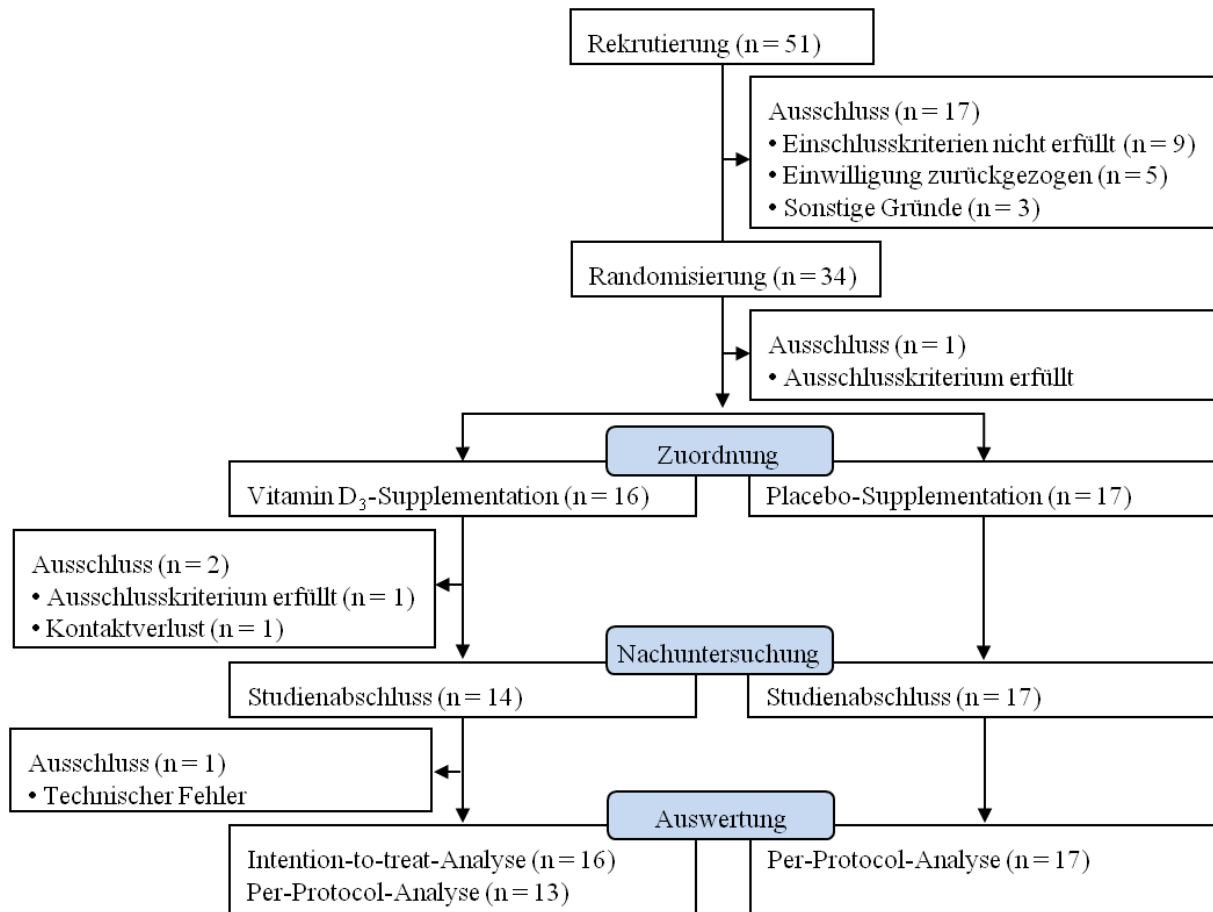 Rekrutierung (n = 51)
Ausschluss (n = 17)
• Einschlusskriterien nicht erfüllt (n = 9)
• Einwilligung zurückgezogen (n = 5)
• Sonstige Gründe (n = 3)
Randomisierung (n = 34)
Ausschluss (n = 1)
• Ausschlusskriterium erfüllt
Zuordnung
Vitamin D₃-Supplementation (n = 16)
Placebo-Supplementation (n = 17)
Ausschluss (n = 2)
• Ausschlusskriterium erfüllt (n = 1)
• Kontaktverlust (n = 1)
Nachuntersuchung
Studienabschluss (n = 14)
Studienabschluss (n = 17)
Ausschluss (n = 1)
• Technischer Fehler
Auswertung
Intention-to-treat-Analyse (n = 16)
Per-Protocol-Analyse (n = 13)
Per-Protocol-Analyse (n = 17)